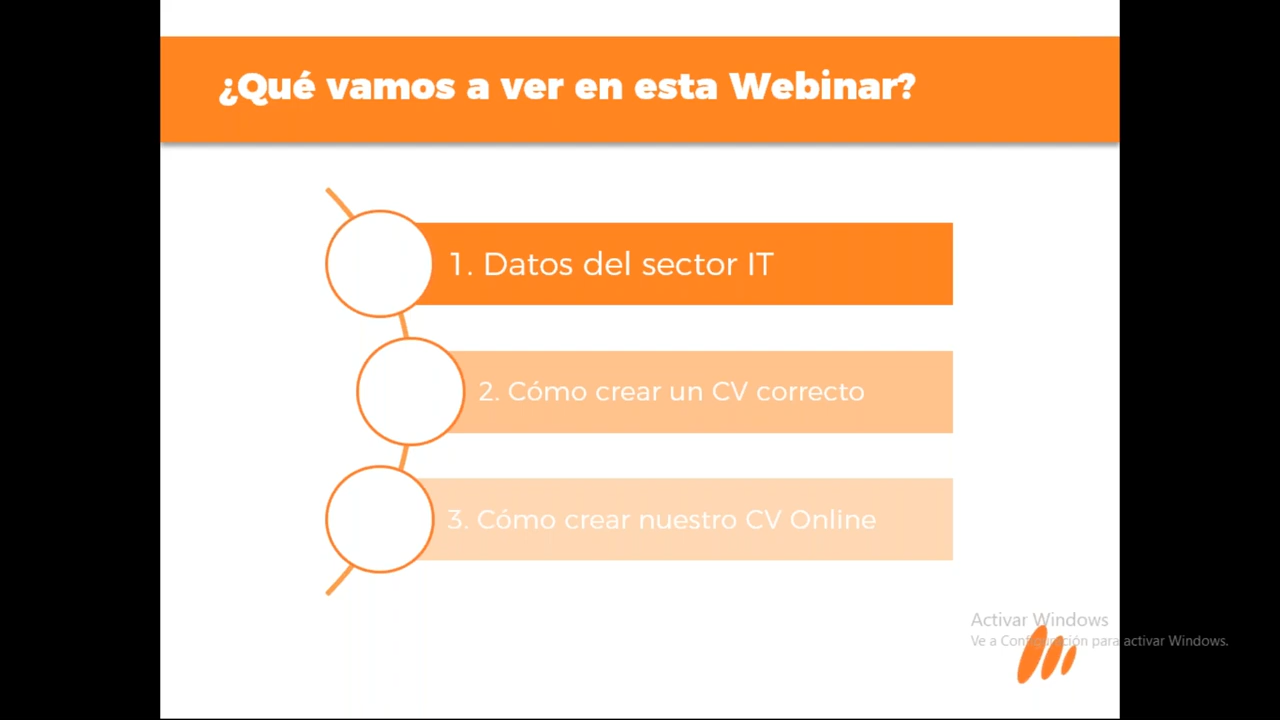 ¿Qué vamos a ver en esta Webinar?
1. Datos del sector IT
2. Cómo crear un CV correcto
3. Cómo crear nuestro CV Online
Activar Windows
Ve a Configuración para activar Windows.